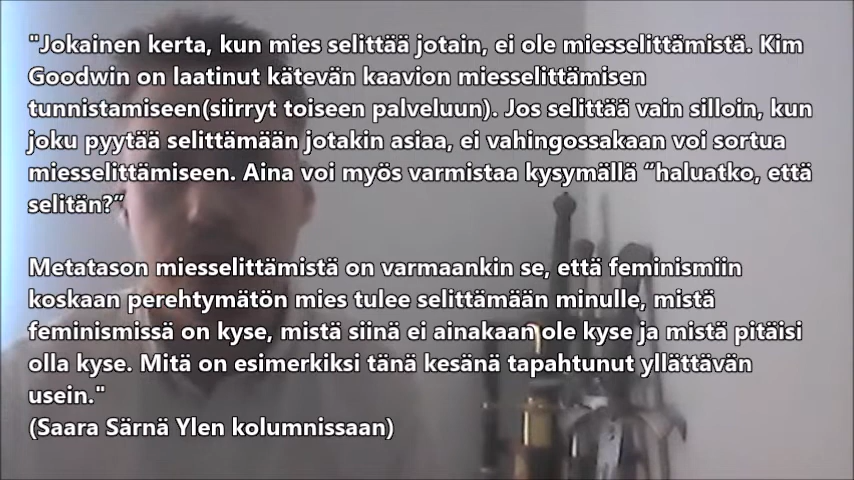 "Jokainen kerta, kun mies selittää jotain, ei ole miesselittämistä. Kim
Goodwin on laatinut kätevän kaavion miesselittämisen
tunnistamiseen(siirryt toiseen palveluun). Jos selittää vain silloin, kun
joku pyytää selittämään jotakin asiaa, ei vahingossakaan voi sortua
miesselittämiseen. Aina voi myös varmistaa kysymällä “haluatko, että
selitän?”
Metatason miesselittämistä on varmaankin se, että feminismiin
koskaan perehtymätön mies tulee selittämään minulle, mistä
feminismissä on kyse, mistä siinä ei ainakaan ole kyse ja mistä pitäisi
olla kyse. Mitä on esimerkiksi tänä kesänä tapahtunut yllättävän
usein."
(Saara Särnä Ylen kolumnissaan)